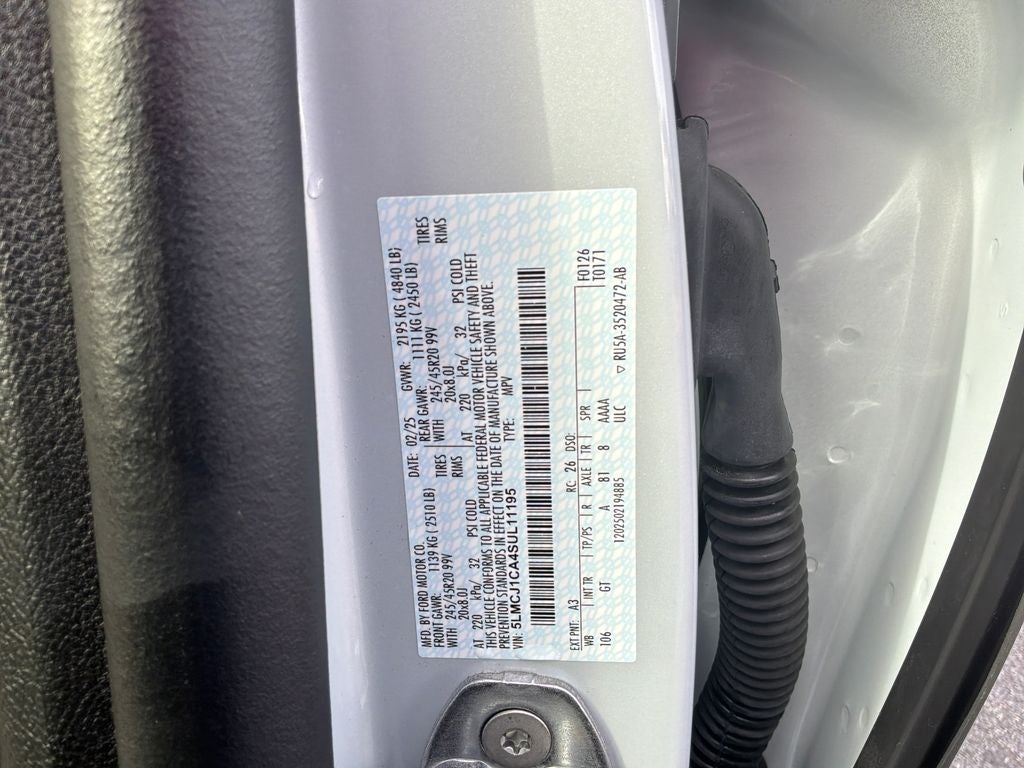 MFD. BY FORD MOTOR CO. DATE: 02/25 GVWR: 2195 KG ( 4840 LB)
FRONT GAWR: 1139 KG ( 2510 LB) REAR GAWR: 1111 KG ( 2450 LB)
WITH 245/45R20 99V TIRES WITH 245/45R20 99V TIRES
20x8.0J RIMS 20x8.0J RIMS
AT 220 kPa/ 32 PSI COLD AT 220 kPa/ 32 PSI COLD
THIS VEHICLE CONFORMS TO ALL APPLICABLE FEDERAL MOTOR VEHICLE SAFETY AND THEFT
PREVENTION STANDARDS IN EFFECT ON THE DATE OF MANUFACTURE SHOWN ABOVE.
VIN: 5LMCJ1CA4SUL11195 TYPE: MPV
EXT PNT: A3 RC: 26 DSO: F0126
WB INT TR TP/PS R AXLE TR SPR T0171
106 GT A B1 8 AAAA
ULC
1202502194885 ▽ RU5A-3520472-AB